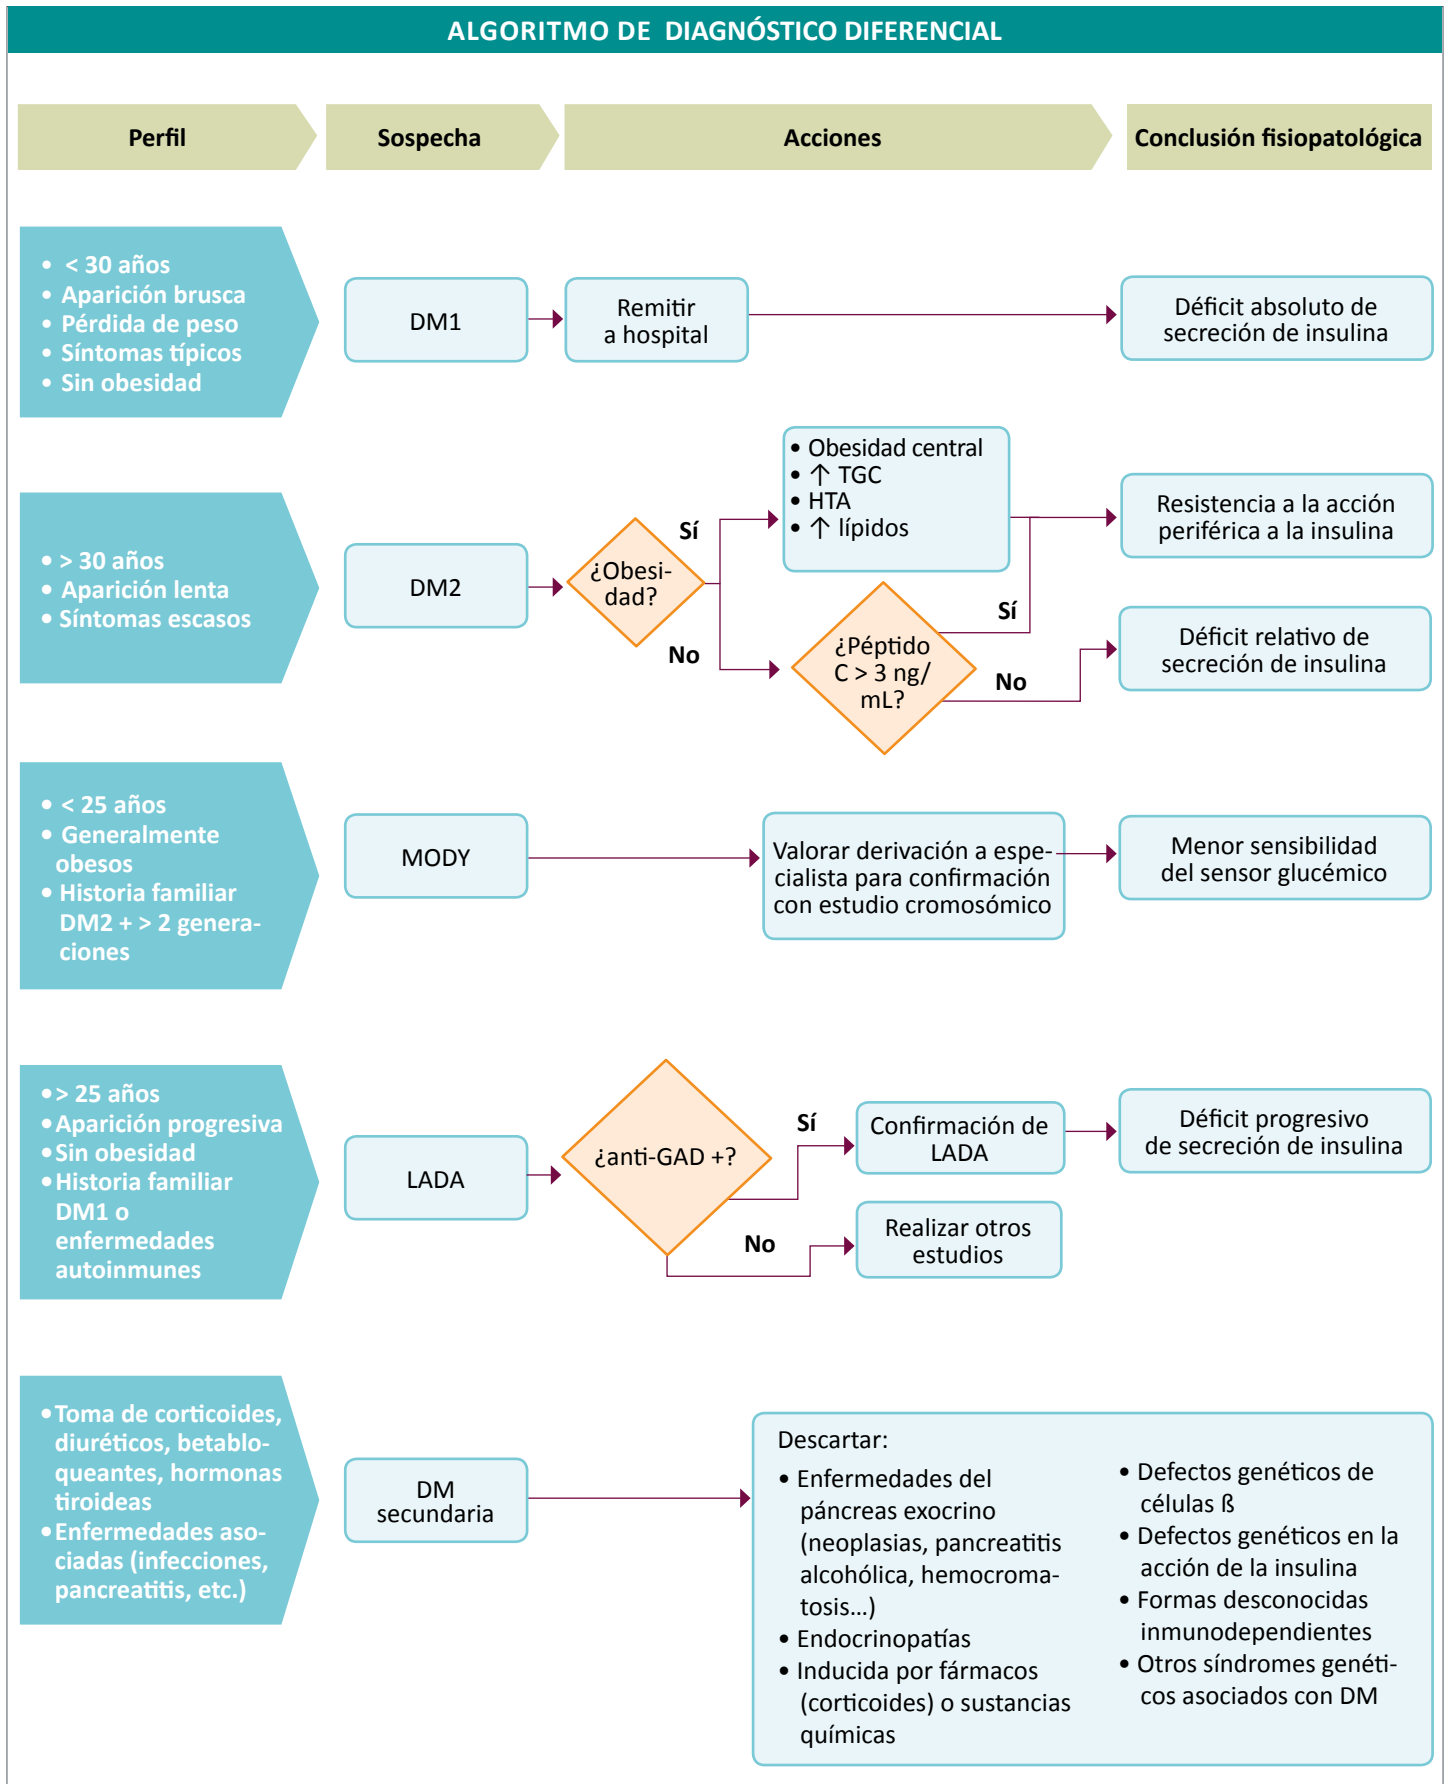 ALGORITMO DE DIAGNÓSTICO DIFERENCIAL
Perfil
Sospecha
Acciones
Conclusión fisiopatológica
• < 30 años
• Aparición brusca
• Pérdida de peso
• Síntomas típicos
• Sin obesidad
DM1
Remitir
a hospital
Déficit absoluto de
secreción de insulina
• > 30 años
• Aparición lenta
• Síntomas escasos
DM2
¿Obesi-
dad?
Sí
No
• Obesidad central
• ↑ TGC
• HTA
• ↑ lípidos
¿Péptido
C > 3 ng/
mL?
Sí
No
Resistencia a la acción
periférica a la insulina
Déficit relativo de
secreción de insulina
• < 25 años
• Generalmente
obesos
• Historia familiar
DM2 + > 2 genera-
ciones
MODY
Valorar derivación a espe-
cialista para confirmación
con estudio cromosómico
Menor sensibilidad
del sensor glucémico
• > 25 años
• Aparición progresiva
• Sin obesidad
• Historia familiar
DM1 o
enfermedades
autoinmunes
LADA
¿anti-GAD +?
Sí
No
Confirmación de
LADA
Realizar otros
estudios
Déficit progresivo
de secreción de insulina
• Toma de corticoides,
diuréticos, betablo-
queantes, hormonas
tiroideas
• Enfermedades aso-
ciadas (infecciones,
pancreatitis, etc.)
DM
secundaria
Descartar:
• Enfermedades del
páncreas exocrino
(neoplasias, pancreatitis
alcohólica, hemocroma-
tosis...)
• Endocrinopatías
• Inducida por fármacos
(corticoides) o sustancias
químicas
• Defectos genéticos de
células ß
• Defectos genéticos en la
acción de la insulina
• Formas desconocidas
inmunodependientes
• Otros síndromes genéti-
cos asociados con DM